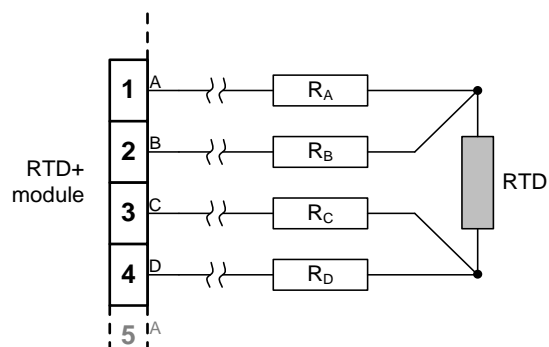 1 A R_A
2 B R_B
RTD+
module
RTD
3 C R_C
4 D R_D
5 A